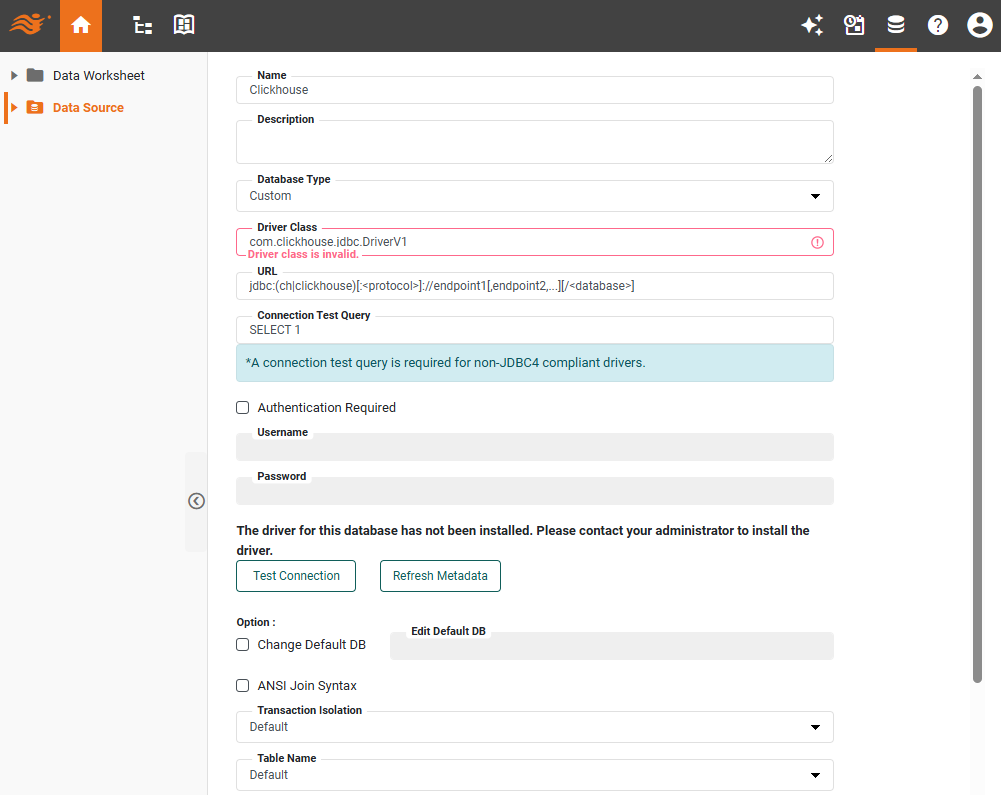 Data Worksheet
Data Source
Name
Clickhouse
Description
Database Type
Custom
Driver Class
com.clickhouse.jdbc.DriverV1
Driver class is invalid.
URL
jdbc:(ch|clickhouse)[:<protocol>]://endpoint1[,endpoint2,...][/<database>]
Connection Test Query
SELECT 1
*A connection test query is required for non-JDBC4 compliant drivers.
Authentication Required
Username
Password
The driver for this database has not been installed. Please contact your administrator to install the
driver.
Test Connection
Refresh Metadata
Option :
Change Default DB
Edit Default DB
ANSI Join Syntax
Transaction Isolation
Default
Table Name
Default